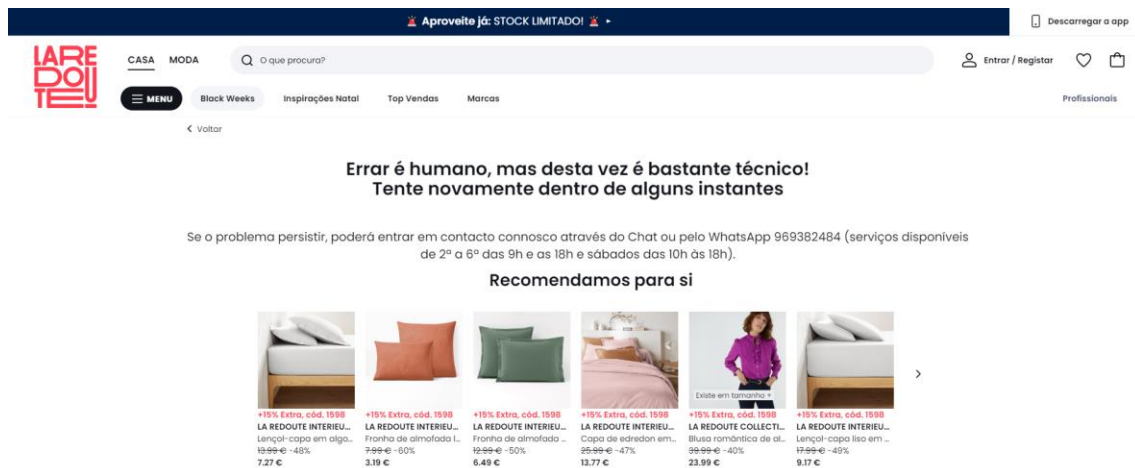 Aproveite já: STOCK LIMITADO!
Descarregar a app
LA RE
DOU
TE!
CASA MODA
O que procura?
Entrar / Registar
MENU
Black Weeks
Inspirações Natal
Top Vendas
Marcas
Profissionais
Voltar
Errar é humano, mas desta vez é bastante técnico!
Tente novamente dentro de alguns instantes
Se o problema persistir, poderá entrar em contacto connosco através do Chat ou pelo WhatsApp 969382484 (serviços disponíveis
de 2ª a 6ª das 9h e as 18h e sábados das 10h às 18h).
Recomendamos para si
+15% Extra, cód. 1598
LA REDOUTE INTERIEU...
Lençol-capa em algo...
13.99 € -48%
7.27 €
+15% Extra, cód. 1598
LA REDOUTE INTERIEU...
Fronha de almofada l...
7.99 € -60%
3.19 €
+15% Extra, cód. 1598
LA REDOUTE INTERIEU...
Fronha de almofada ...
12.99 € -50%
6.49 €
+15% Extra, cód. 1598
LA REDOUTE INTERIEU...
Capa de edredon em...
25.99 € -47%
13.77 €
Existe em tamanho +
+15% Extra, cód. 1598
LA REDOUTE COLLECTI...
Blusa romântica de al...
39.99 € -40%
23.99 €
+15% Extra, cód. 1598
LA REDOUTE INTERIEU...
Lençol-capa liso em ...
17.99 € -49%
9.17 €